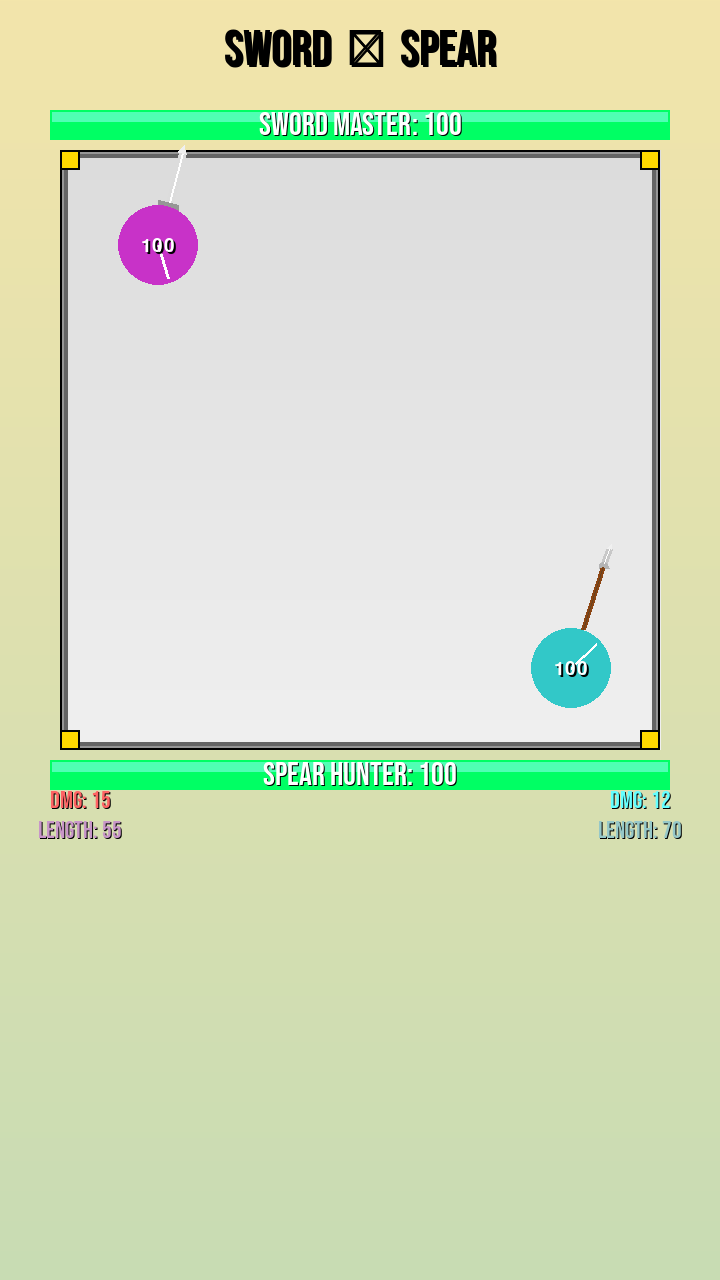 SWORD ☒ SPEAR
SWORD MASTER: 100
100
100
SPEAR HUNTER: 100
DMG: 15 DMG: 12
LENGTH: 55 LENGTH: 70